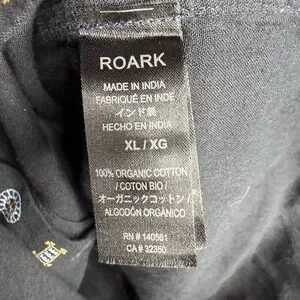 ROARK
MADE IN INDIA
FABRIQUÉ EN INDE
インド製
HECHO EN INDIA
XL / XG
100% ORGANIC COTTON
/ COTON BIO /
オーガニックコットン /
ALGODÓN ORGÁNICO
RN # 140561
CA # 32350